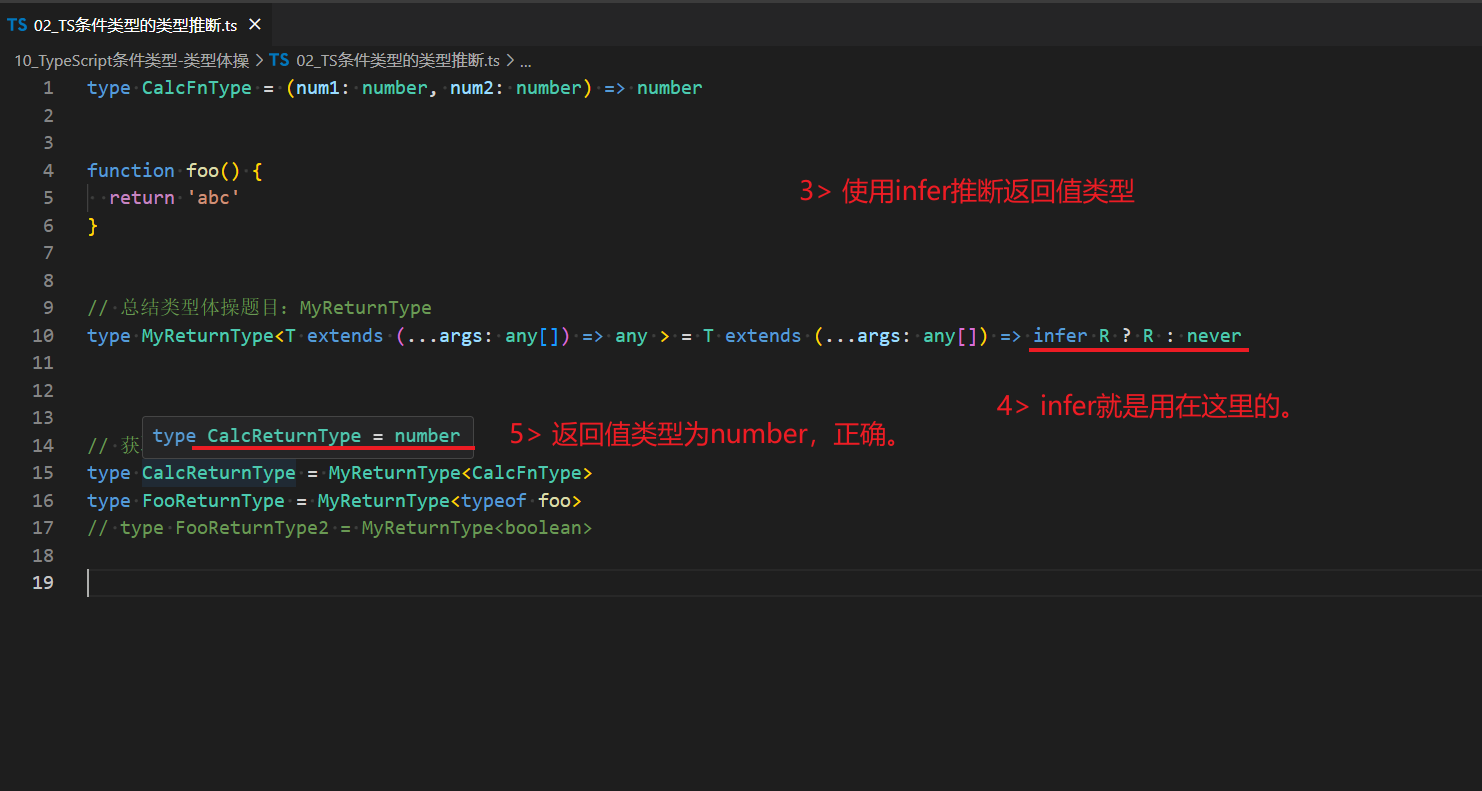 TS 02_TS条件类型的类型推断.ts ×
10_TypeScript条件类型-类型体操 > TS 02_TS条件类型的类型推断.ts > ...
1 type CalcFnType = (num1: number, num2: number) => number
2
3
4 function foo() {
3> 使用infer推断返回值类型
5 return 'abc'
6 }
7
8
9 // 总结类型体操题目：MyReturnType
10 type MyReturnType<T extends (...args: any[]) => any > = T extends (...args: any[]) => infer R ? R : never
11
12
4> infer就是用在这里的。
13
type CalcReturnType = number
5> 返回值类型为number，正确。
14 // 获
15 type CalcReturnType = MyReturnType<CalcFnType>
16 type FooReturnType = MyReturnType<typeof foo>
17 // type FooReturnType2 = MyReturnType<boolean>
18
19